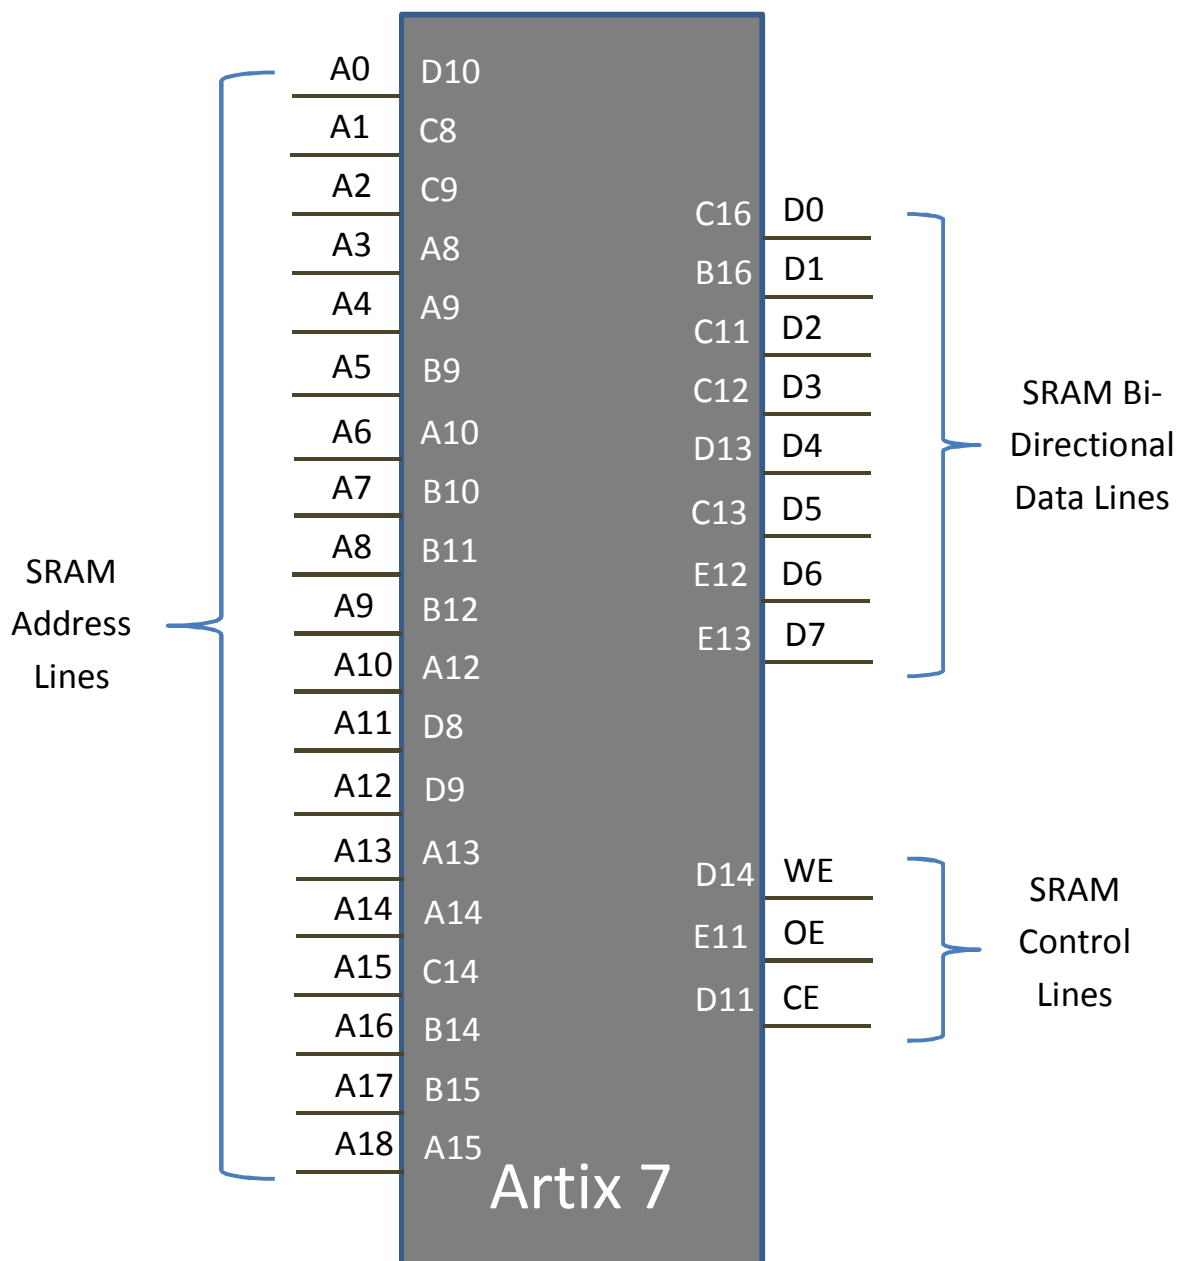 A0 D10
A1 C8
A2 C9
A3 A8
A4 A9
A5 B9
A6 A10
A7 B10
A8 B11
A9 B12
A10 A12
A11 D8
A12 D9
A13 A13
A14 A14
A15 C14
A16 B14
A17 B15
A18 A15
SRAM
Address
Lines
C16 D0
B16 D1
C11 D2
C12 D3
D13 D4
C13 D5
E12 D6
E13 D7
SRAM Bi-
Directional
Data Lines
D14 WE
E11 OE
D11 CE
SRAM
Control
Lines
Artix 7